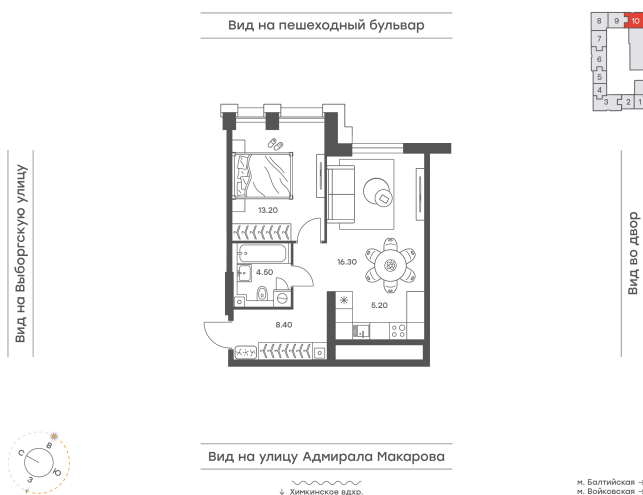 Вид на пешеходный бульвар
8 9 10
7
6
5
4
3 2 1
Вид на Выборгскую улицу
Вид во двор
13.20
4.50
16.30
5.20
8.40
Вид на улицу Адмирала Макарова
С В
З Ю
↓ Химкинское вдхр.
м. Балтийская
м. Войковская